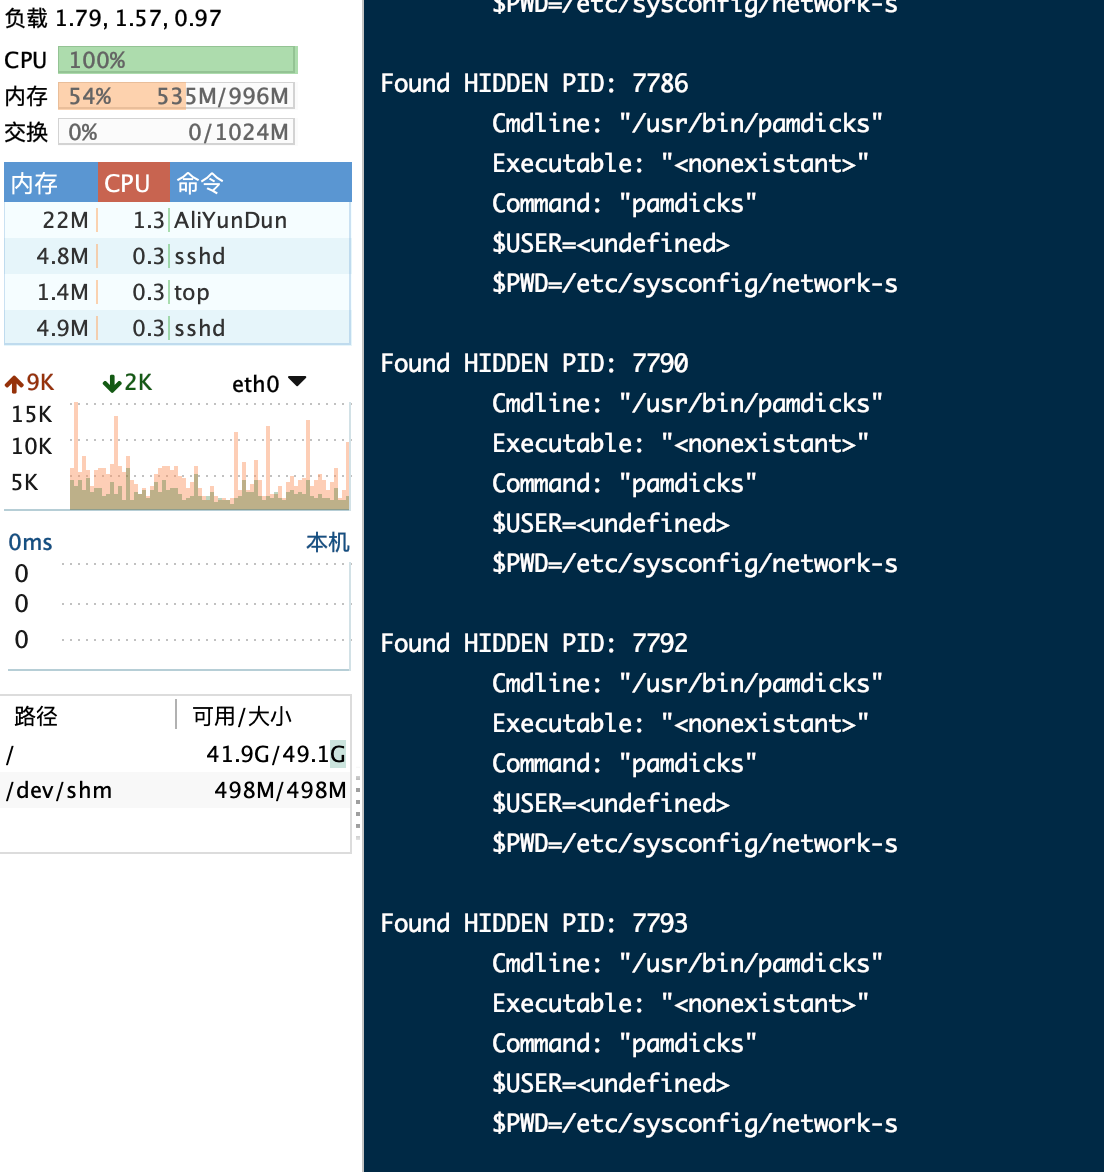 负载 1.79, 1.57, 0.97
CPU 100%
内存 54% 535M/996M
交换 0% 0/1024M
内存 CPU 命令
22M 1.3 AliYunDun
4.8M 0.3 sshd
1.4M 0.3 top
4.9M 0.3 sshd
9K 2K eth0
15K
10K
5K
0ms 本机
0
0
0
路径 可用/大小
/ 41.9G/49.1G
/dev/shm 498M/498M
$PWD=/etc/sysconfig/network-s
Found HIDDEN PID: 7786
Cmdline: "/usr/bin/pamdicks"
Executable: "<nonexistant>"
Command: "pamdicks"
$USER=<undefined>
$PWD=/etc/sysconfig/network-s
Found HIDDEN PID: 7790
Cmdline: "/usr/bin/pamdicks"
Executable: "<nonexistant>"
Command: "pamdicks"
$USER=<undefined>
$PWD=/etc/sysconfig/network-s
Found HIDDEN PID: 7792
Cmdline: "/usr/bin/pamdicks"
Executable: "<nonexistant>"
Command: "pamdicks"
$USER=<undefined>
$PWD=/etc/sysconfig/network-s
Found HIDDEN PID: 7793
Cmdline: "/usr/bin/pamdicks"
Executable: "<nonexistant>"
Command: "pamdicks"
$USER=<undefined>
$PWD=/etc/sysconfig/network-s